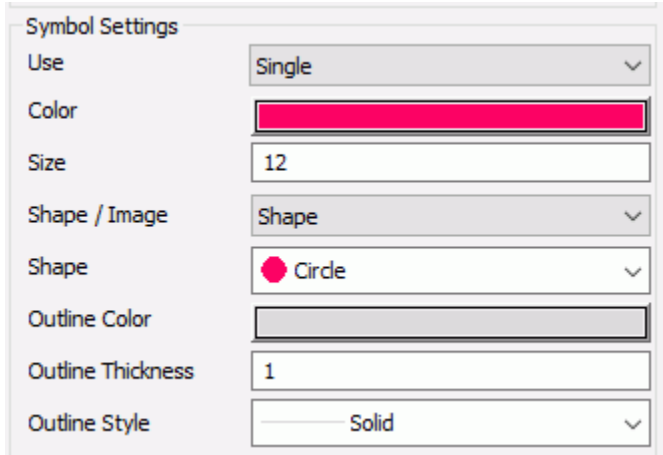 Symbol Settings
Use Single
Color
Size 12
Shape / Image Shape
Shape Circle
Outline Color
Outline Thickness 1
Outline Style Solid